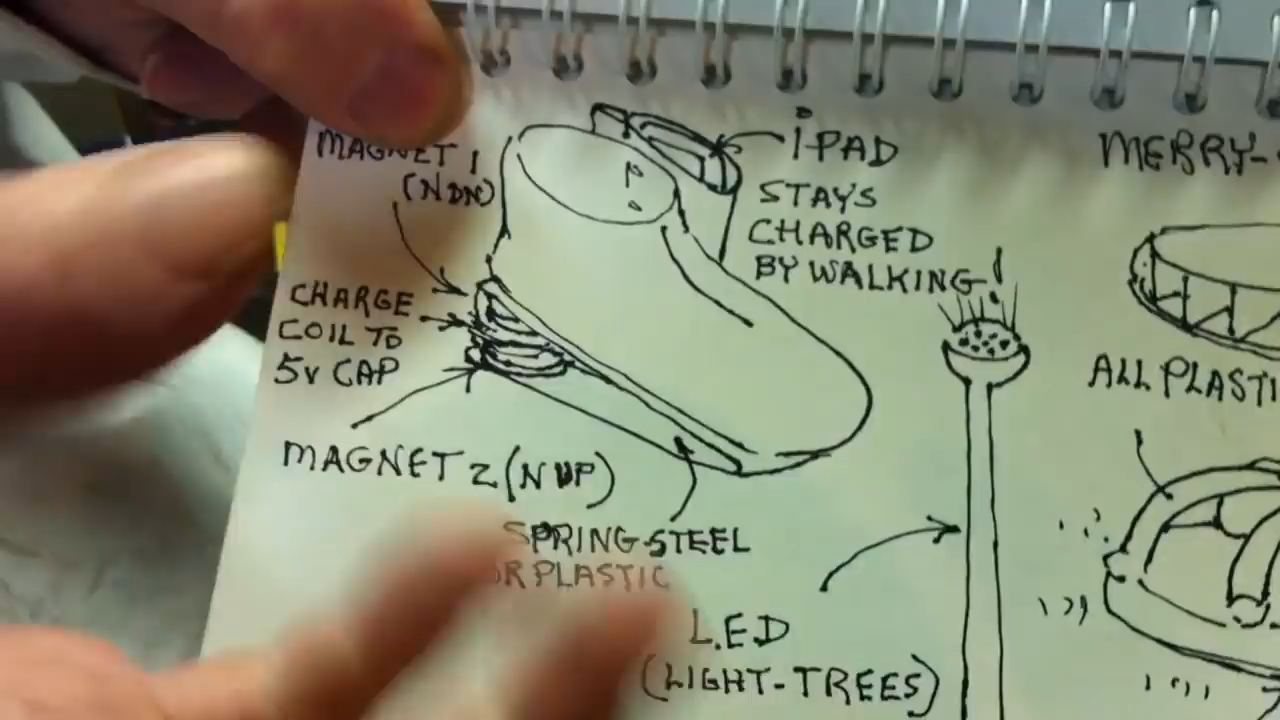 MAGNET 1
(N DN)
CHARGE
COIL TO
5V CAP
MAGNET 2 (N UP)
SPRING-STEEL
OR PLASTIC
iPAD
STAYS
CHARGED
BY WALKING!
L.E.D
(LIGHT-TREES)
MERRY-
ALL PLASTI